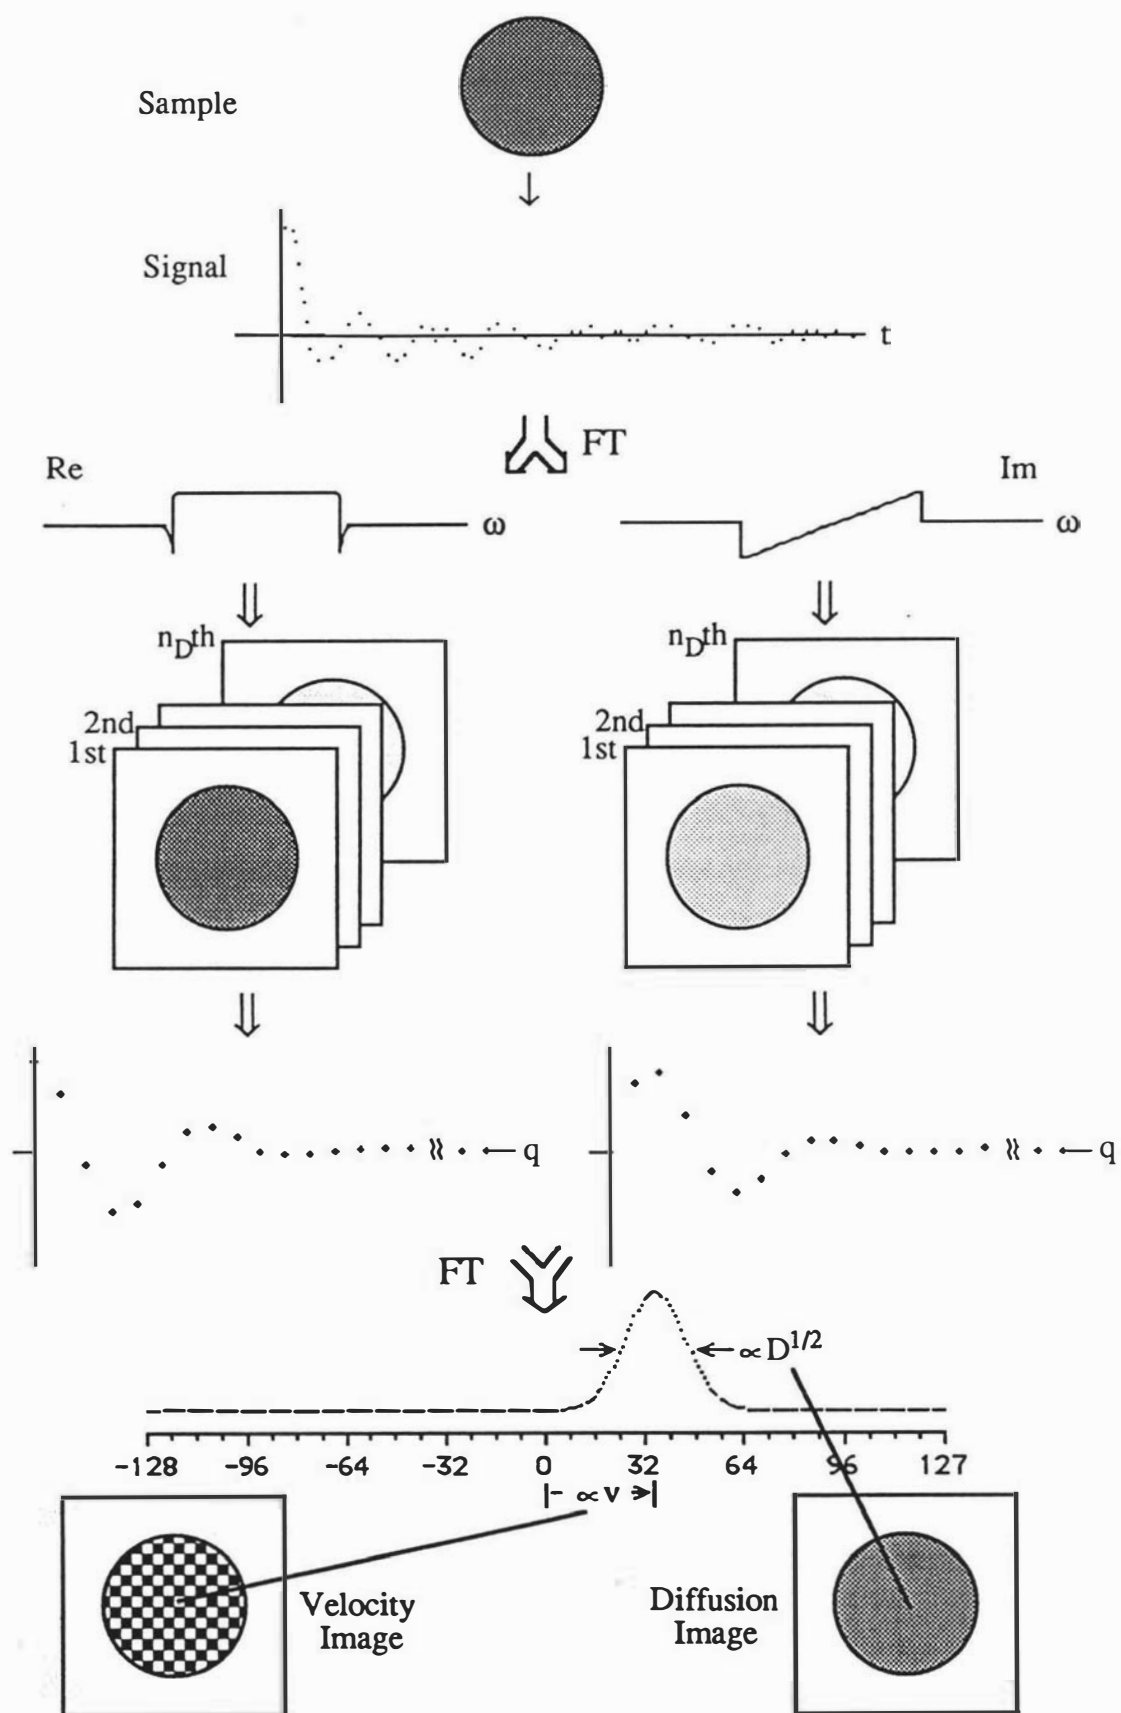 Sample
Signal
t
FT
Re
Im
ω
ω
n_Dth
n_Dth
2nd
2nd
1st
1st
q
q
FT
∝ D^1/2
-128 -96 -64 -32 0 32 64 96 127
∝ v
Velocity
Image
Diffusion
Image